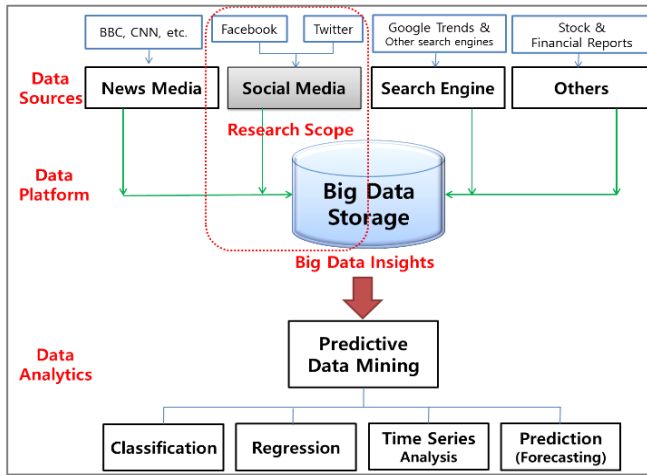 BBC, CNN, etc.
Facebook
Twitter
Google Trends &
Other search engines
Stock &
Financial Reports
Data
Sources
News Media
Social Media
Search Engine
Others
Research Scope
Data
Platform
Big Data
Storage
Big Data Insights
Predictive
Data Mining
Data
Analytics
Classification
Regression
Time Series
Analysis
Prediction
(Forecasting)